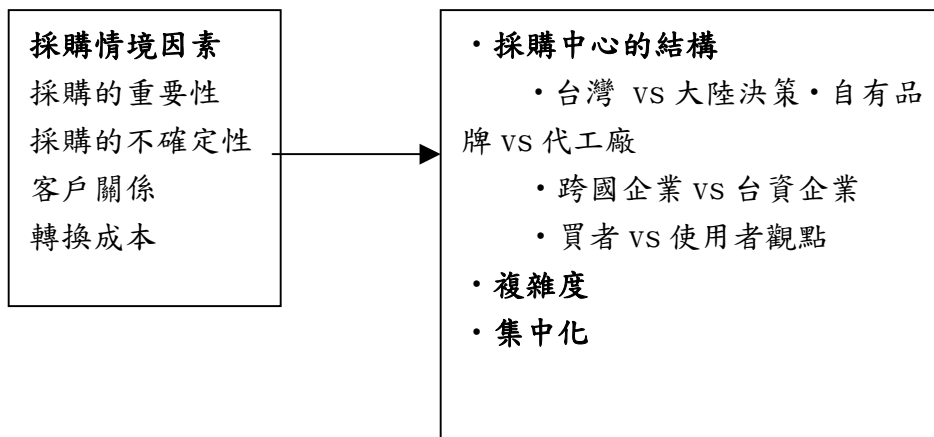 採購情境因素
採購的重要性
採購的不確定性
客戶關係
轉換成本
・採購中心的結構
・台灣 vs 大陸決策・自有品
牌 vs 代工廠
・跨國企業 vs 台資企業
・買者 vs 使用者觀點
・複雜度
・集中化